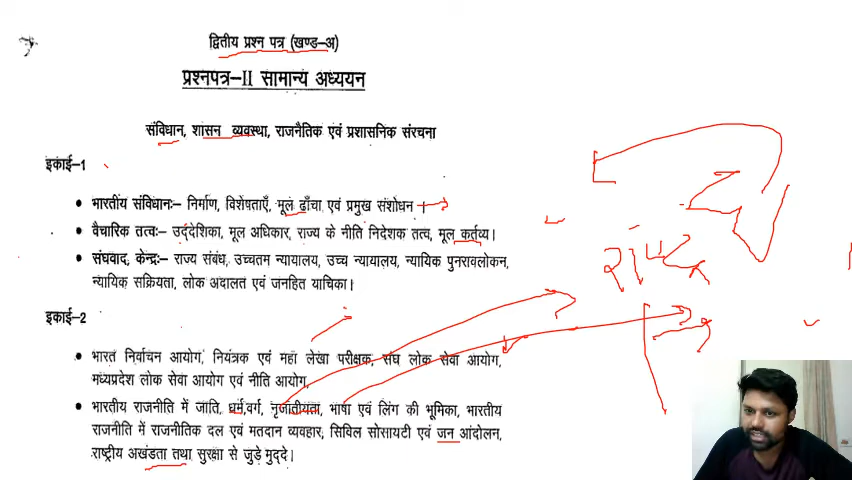 द्वितीय प्रश्न पत्र (खण्ड-अ)
प्रश्नपत्र-II सामान्य अध्ययन
संविधान, शासन व्यवस्था, राजनैतिक एवं प्रशासनिक संरचना
इकाई-1
• भारतीय संविधानः- निर्माण, विशेषताएँ, मूल ढाँचा एवं प्रमुख संशोधन।
• वैचारिक तत्वः- उद्देशिका, मूल अधिकार, राज्य के नीति निदेशक तत्व, मूल कर्तव्य।
• संघवाद, केन्द्रः- राज्य संबंध, उच्चतम न्यायालय, उच्च न्यायालय, न्यायिक पुनरावलोकन,
न्यायिक सक्रियता, लोक अदालत एवं जनहित याचिका।
इकाई-2
• भारत निर्वाचन आयोग, नियंत्रक एवं महा लेखा परीक्षक, संघ लोक सेवा आयोग,
मध्यप्रदेश लोक सेवा आयोग एवं नीति आयोग,
• भारतीय राजनीति में जाति, धर्म, वर्ग, नृजातीयता, भाषा एवं लिंग की भूमिका, भारतीय
राजनीति में राजनीतिक दल एवं मतदान व्यवहार, सिविल सोसायटी एवं जन आंदोलन,
राष्ट्रीय अखंडता तथा सुरक्षा से जुड़े मुद्दे।